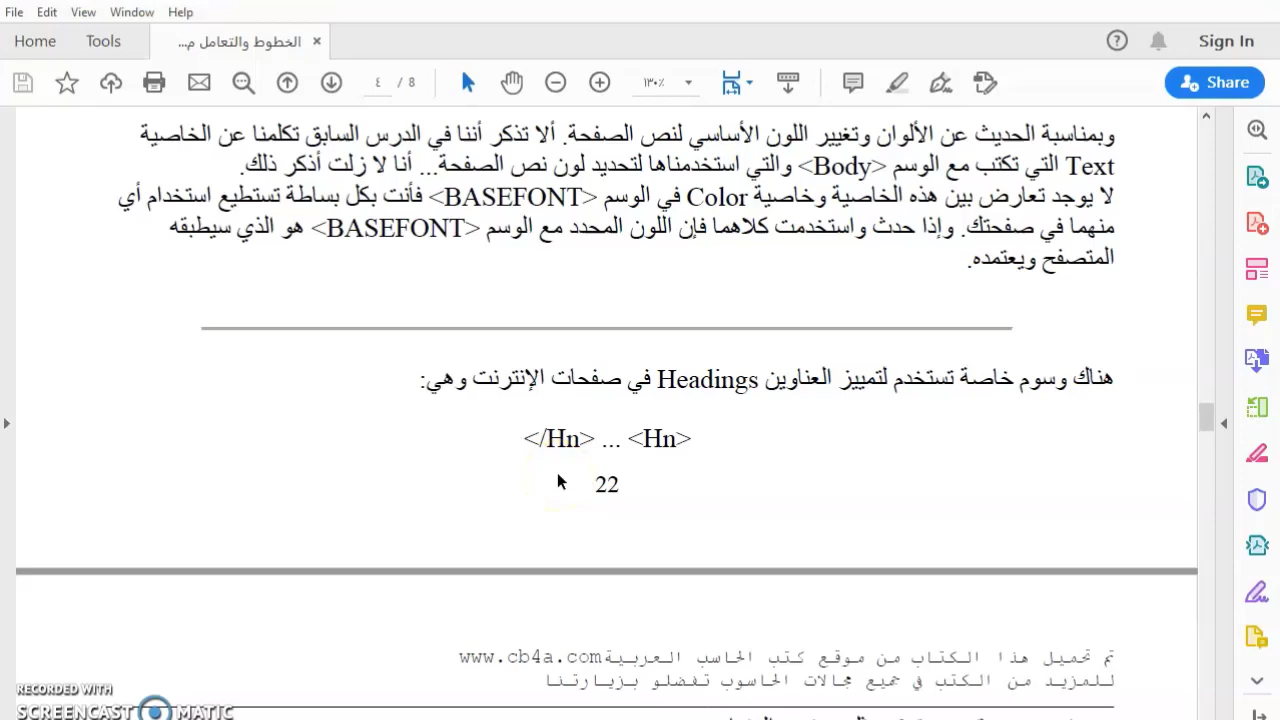 File Edit View Window Help
Home Tools الخطوط والتعامل م... × Sign In
٤ / 8 ١٣٠٪ Share
وبمناسبة الحديث عن الألوان وتغيير اللون الأساسي لنص الصفحة. ألا تذكر أننا في الدرس السابق تكلمنا عن الخاصية
Text التي تكتب مع الوسم <Body> والتي استخدمناها لتحديد لون نص الصفحة... أنا لا زلت أذكر ذلك.
لا يوجد تعارض بين هذه الخاصية وخاصية Color في الوسم <BASEFONT> فأنت بكل بساطة تستطيع استخدام أي
منهما في صفحتك. وإذا حدث واستخدمت كلاهما فإن اللون المحدد مع الوسم <BASEFONT> هو الذي سيطبقه
المتصفح ويعتمده.
هناك وسوم خاصة تستخدم لتمييز العناوين Headings في صفحات الإنترنت وهي:
</Hn> ... <Hn>
22
تم تحميل هذا الكتاب من موقع كتب الحاسب العربية www.cb4a.com
للمزيد من الكتب في جميع مجالات الحاسوب تفضلو بزيارتنا
RECORDED WITH
SCREENCAST MATIC